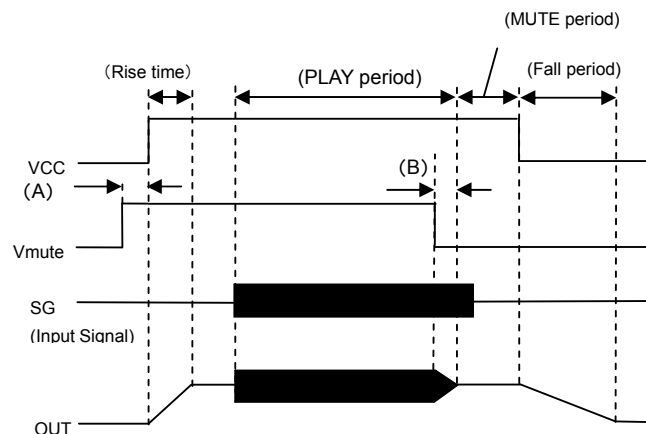 (MUTE period)
(Rise time)
(PLAY period)
(Fall period)
VCC
(A)
(B)
Vmute
SG
(Input Signal)
OUT